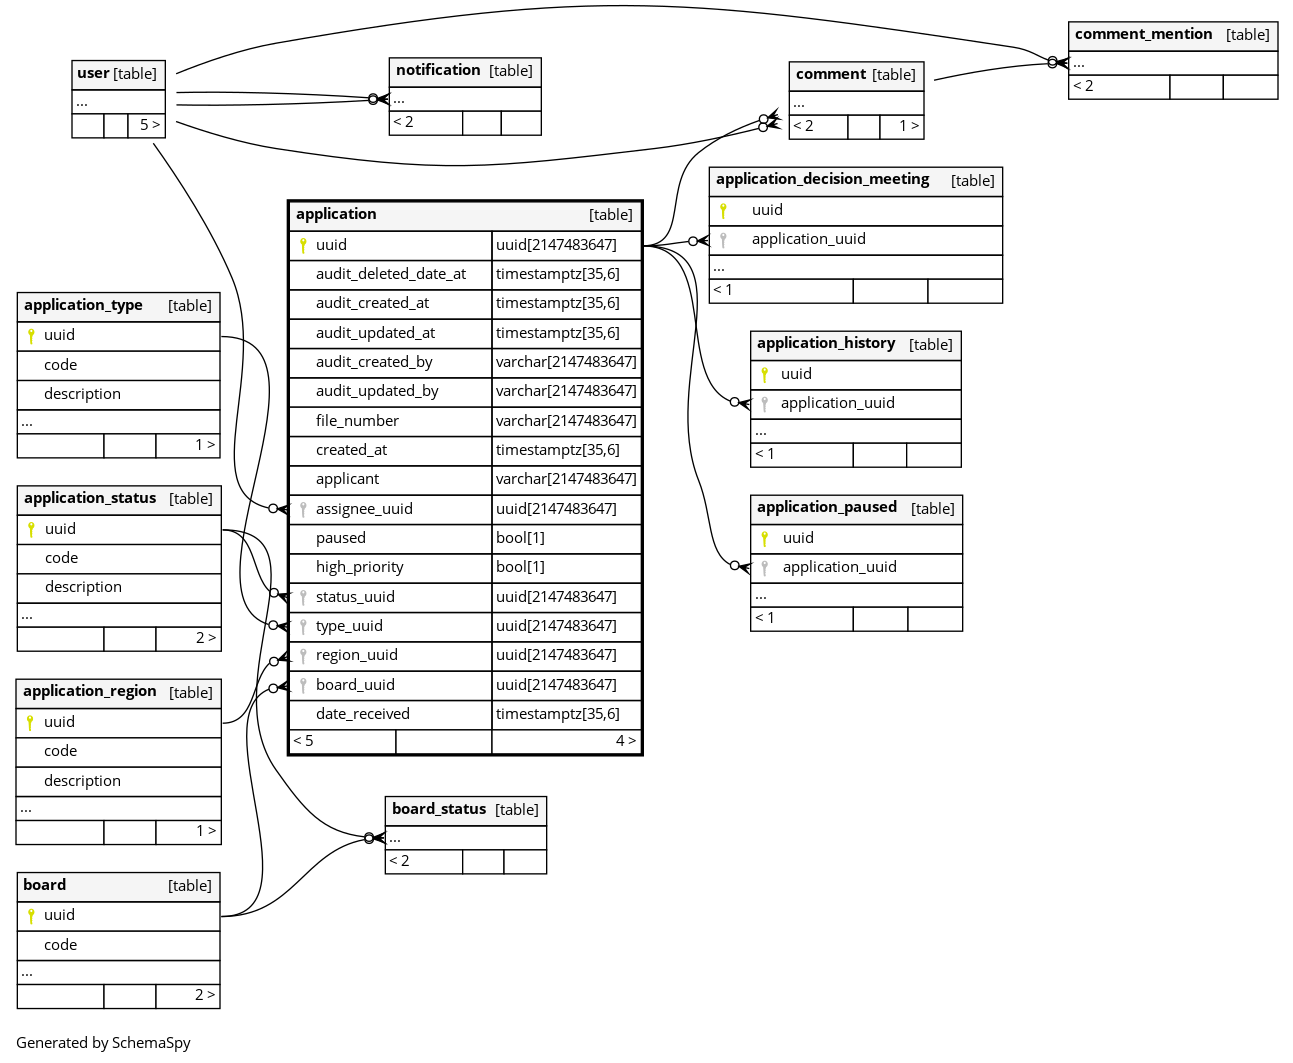 user [table]
...
5 >
notification [table]
...
< 2
comment [table]
...
< 2 1 >
comment_mention [table]
...
< 2
application_decision_meeting [table]
uuid
application_uuid
...
< 1
application [table]
uuid uuid[2147483647]
audit_deleted_date_at timestamptz[35,6]
audit_created_at timestamptz[35,6]
audit_updated_at timestamptz[35,6]
audit_created_by varchar[2147483647]
audit_updated_by varchar[2147483647]
file_number varchar[2147483647]
created_at timestamptz[35,6]
applicant varchar[2147483647]
assignee_uuid uuid[2147483647]
paused bool[1]
high_priority bool[1]
status_uuid uuid[2147483647]
type_uuid uuid[2147483647]
region_uuid uuid[2147483647]
board_uuid uuid[2147483647]
date_received timestamptz[35,6]
< 5 4 >
application_type [table]
uuid
code
description
...
1 >
application_history [table]
uuid
application_uuid
...
< 1
application_status [table]
uuid
code
description
...
2 >
application_paused [table]
uuid
application_uuid
...
< 1
application_region [table]
uuid
code
description
...
1 >
board_status [table]
...
< 2
board [table]
uuid
code
...
2 >
Generated by SchemaSpy